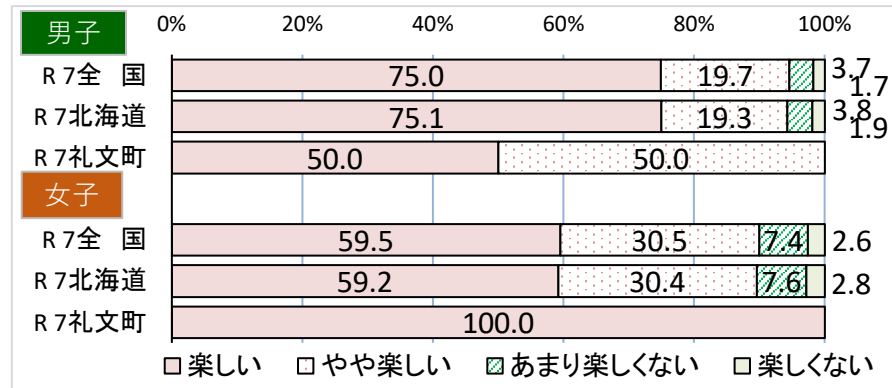 男子
0% 20% 40% 60% 80% 100%
R7全 国 75.0 19.7 3.7 1.7
R7北海道 75.1 19.3 3.8 1.9
R7礼文町 50.0 50.0
女子
R7全 国 59.5 30.5 7.4 2.6
R7北海道 59.2 30.4 7.6 2.8
R7礼文町 100.0
楽しい やや楽しい あまり楽しくない 楽しくない